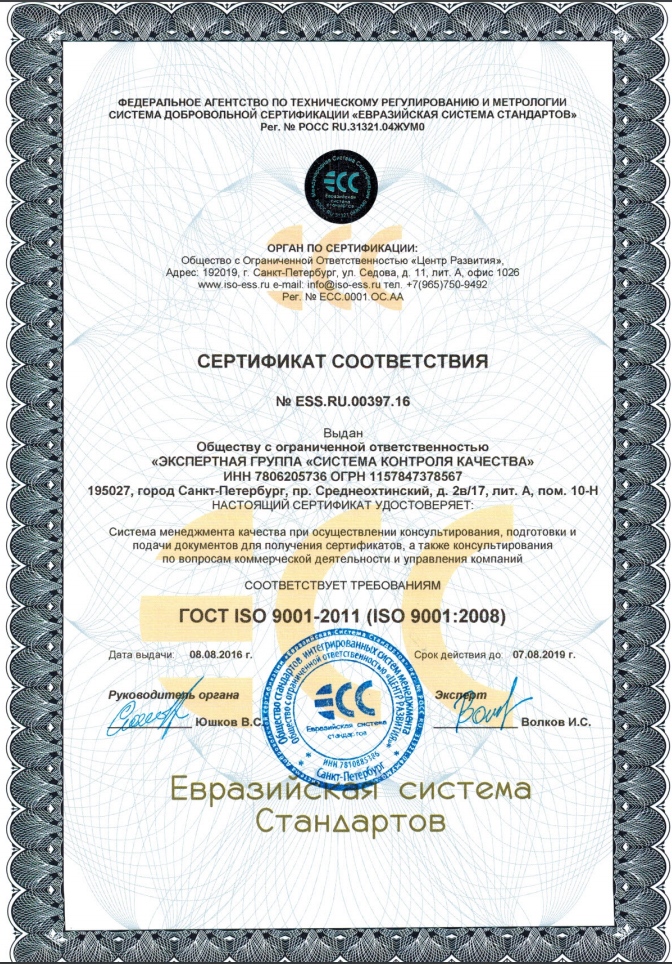 ФЕДЕРАЛЬНОЕ АГЕНТСТВО ПО ТЕХНИЧЕСКОМУ РЕГУЛИРОВАНИЮ И МЕТРОЛОГИИ
СИСТЕМА ДОБРОВОЛЬНОЙ СЕРТИФИКАЦИИ «ЕВРАЗИЙСКАЯ СИСТЕМА СТАНДАРТОВ»
Рег. № РОСС RU.31321.04ЖУМ0
ЕСС
Евразийская
система
стандартов
ОРГАН ПО СЕРТИФИКАЦИИ:
Общество с Ограниченной Ответственностью «Центр Развития»,
Адрес: 192019, г. Санкт-Петербург, ул. Седова, д. 11, лит. А, офис 1026
www.iso-ess.ru e-mail: info@iso-ess.ru тел. +7(965)750-9492
Рег. № ЕСС.0001.ОС.АА
СЕРТИФИКАТ СООТВЕТСТВИЯ
№ ESS.RU.00397.16
Выдан
Обществу с ограниченной ответственностью
«ЭКСПЕРТНАЯ ГРУППА «СИСТЕМА КОНТРОЛЯ КАЧЕСТВА»
ИНН 7806205736 ОГРН 1157847378567
195027, город Санкт-Петербург, пр. Среднеохтинский, д. 2в/17, лит. А, пом. 10-Н
НАСТОЯЩИЙ СЕРТИФИКАТ УДОСТОВЕРЯЕТ:
Система менеджмента качества при осуществлении консультирования, подготовки и
подачи документов для получения сертификатов, а также консультирования
по вопросам коммерческой деятельности и управления компаний
СООТВЕТСТВУЕТ ТРЕБОВАНИЯМ
ГОСТ ISO 9001-2011 (ISO 9001:2008)
Дата выдачи: 08.08.2016 г. Срок действия до: 07.08.2019 г.
Руководитель органа Эксперт
Юшков В.С. Волков И.С.
Общество стандартов интегрированных систем менеджмента
Общество с ограниченной ответственностью «ЦЕНТР РАЗВИТИЯ»
ЕСС
Евразийская система
стандартов
Санкт-Петербург
Евразийская система
Стандартов